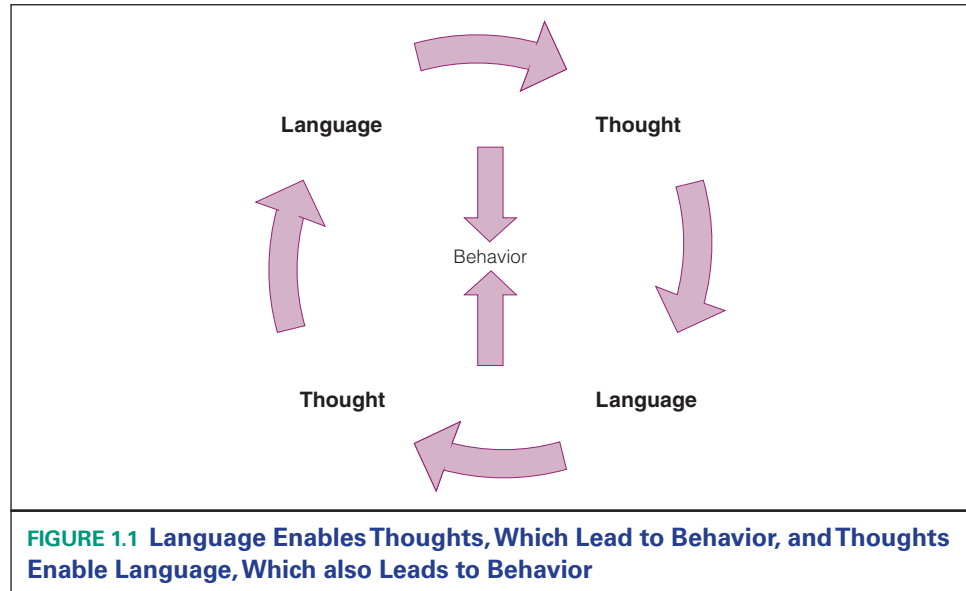 Language Thought
Behavior
Thought Language
FIGURE 1.1 Language Enables Thoughts, Which Lead to Behavior, and Thoughts
Enable Language, Which also Leads to Behavior